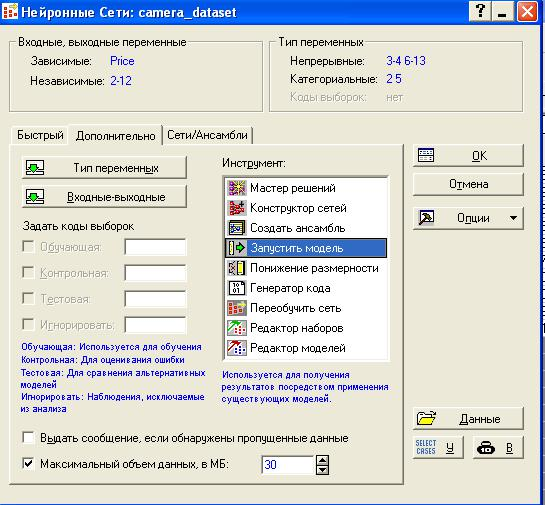 Нейронные Сети: camera_dataset
Входные, выходные переменные
Зависимые: Price
Независимые: 2-12
Тип переменных
Непрерывные: 3-4 6-13
Категориальные: 2 5
Коды выборок: нет
Быстрый Дополнительно Сети/Ансамбли
Тип переменных
Входные-выходные
Задать коды выборок
Обучающая:
Контрольная:
Тестовая:
Игнорировать:
Обучающая: Используется для обучения
Контрольная: Для оценивания ошибки
Тестовая: Для сравнения альтернативных
моделей
Игнорировать: Наблюдения, исключаемые
из анализа
Инструмент:
Мастер решений
Конструктор сетей
Создать ансамбль
Запустить модель
Понижение размерности
Генератор кода
Переобучить сеть
Редактор наборов
Редактор моделей
Используется для получения
результатов посредством применения
существующих моделей.
Выдать сообщение, если обнаружены пропущенные данные
Максимальный объем данных, в МБ: 30
OK
Отмена
Опции
Данные
SELECT
CASES У В